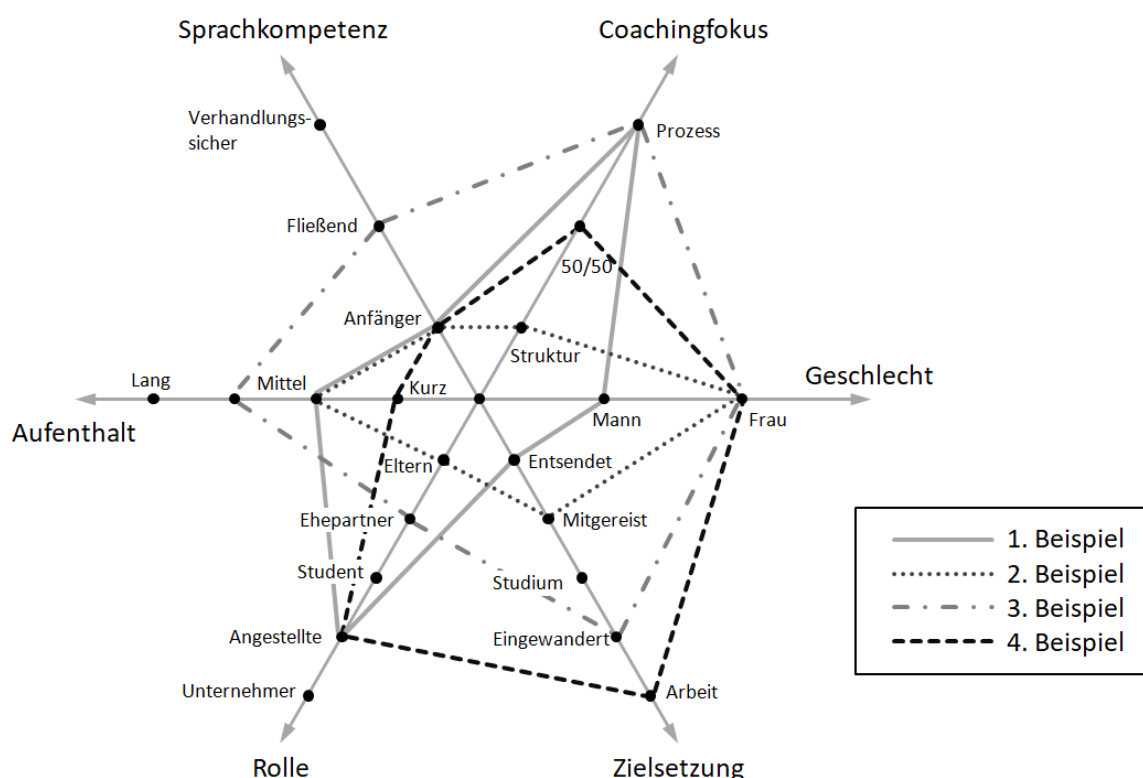 Sprachkompetenz
Coachingfokus
Verhandlungs-
sicher
Prozess
Fließend
50/50
Anfänger
Struktur
Lang
Mittel
Kurz
Geschlecht
Mann
Frau
Aufenthalt
Eltern
Entsendet
Ehepartner
Mitgereist
Student
Studium
Angestellte
Eingewandert
Unternehmer
Arbeit
Rolle
Zielsetzung
1. Beispiel
2. Beispiel
3. Beispiel
4. Beispiel